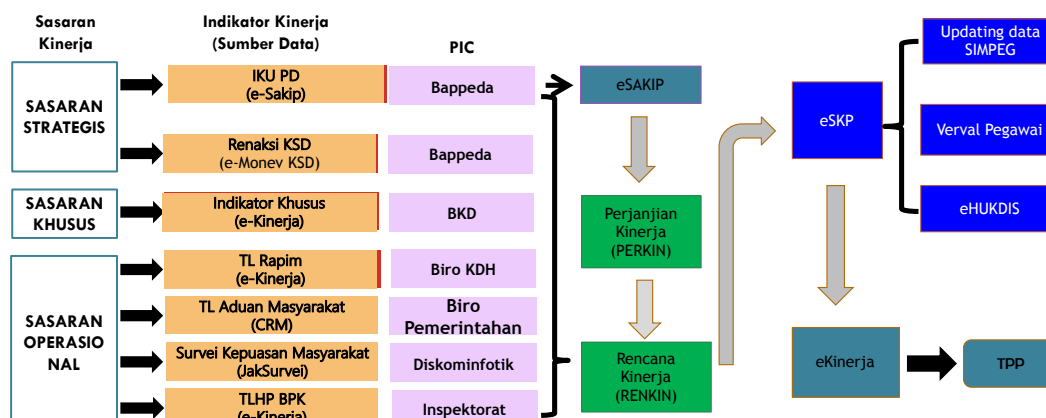 Sasaran
Kinerja
Indikator Kinerja
(Sumber Data)
PIC
SASARAN
STRATEGIS
IKU PD
(e-Sakip)
Bappeda
Renaksi KSD
(e-Monev KSD)
Bappeda
SASARAN
KHUSUS
Indikator Khusus
(e-Kinerja)
BKD
SASARAN
OPERASIO
NAL
TL Rapim
(e-Kinerja)
Biro KDH
TL Aduan Masyarakat
(CRM)
Biro
Pemerintahan
Survei Kepuasan Masyarakat
(JakSurvei)
Diskominfotik
TLHP BPK
(e-Kinerja)
Inspektorat
eSAKIP
Perjanjian
Kinerja
(PERKIN)
Rencana
Kinerja
(RENKIN)
eSKP
Updating data
SIMPEG
Verval Pegawai
eHUKDIS
eKinerja
TPP